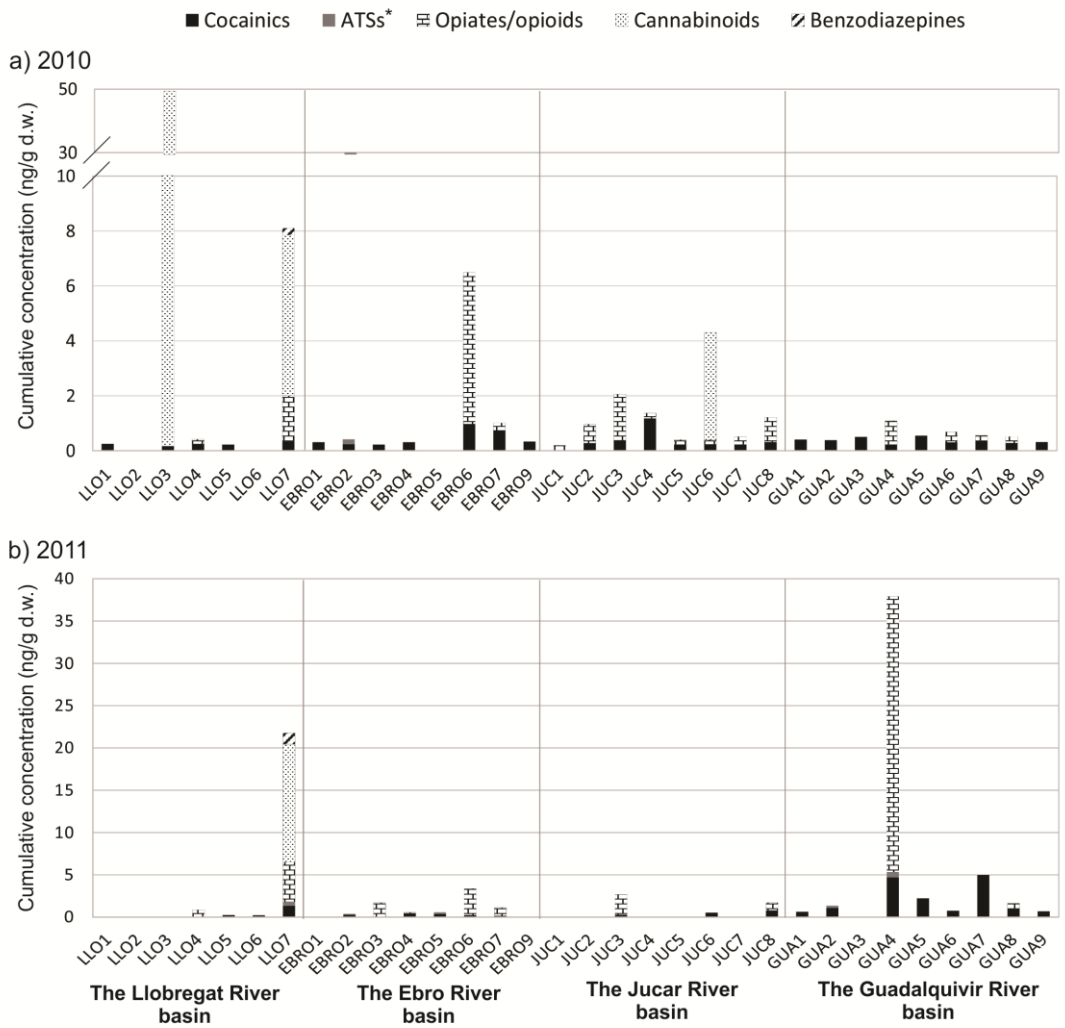 Cocainics ATSs* Opiates/opioids Cannabinoids Benzodiazepines
a) 2010
Cumulative concentration (ng/g d.w.)
50
30
10
8
6
4
2
0
LLO1 LLO2 LLO3 LLO4 LLO5 LLO6 LLO7 EBRO1 EBRO2 EBRO3 EBRO4 EBRO5 EBRO6 EBRO7 EBRO9 JUC1 JUC2 JUC3 JUC4 JUC5 JUC6 JUC7 JUC8 GUA1 GUA2 GUA3 GUA4 GUA5 GUA6 GUA7 GUA8 GUA9
b) 2011
Cumulative concentration (ng/g d.w.)
40
35
30
25
20
15
10
5
0
LLO1 LLO2 LLO3 LLO4 LLO5 LLO6 LLO7 EBRO1 EBRO2 EBRO3 EBRO4 EBRO5 EBRO6 EBRO7 EBRO9 JUC1 JUC2 JUC3 JUC4 JUC5 JUC6 JUC7 JUC8 GUA1 GUA2 GUA3 GUA4 GUA5 GUA6 GUA7 GUA8 GUA9
The Llobregat River
basin
The Ebro River
basin
The Jucar River
basin
The Guadalquivir River
basin